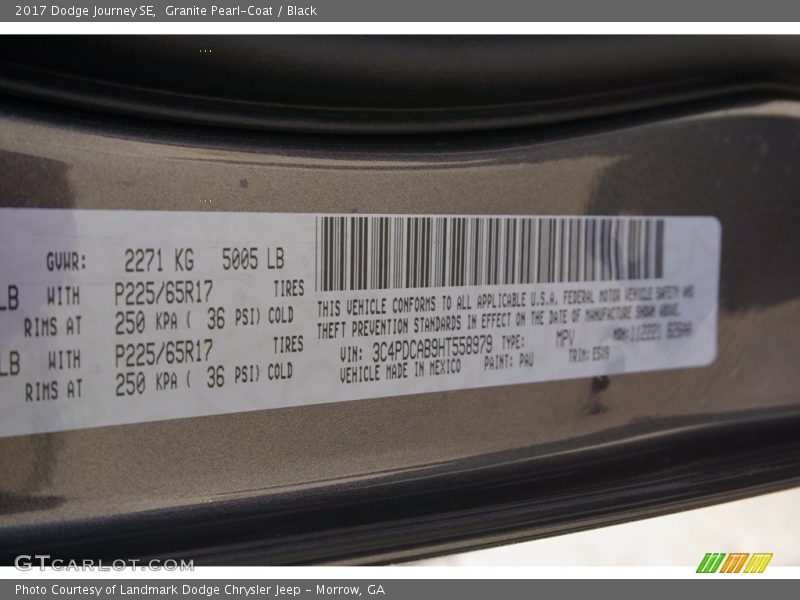 2017 Dodge Journey SE, Granite Pearl-Coat / Black
GVWR: 2271 KG 5005 LB
LB WITH P225/65R17 TIRES
RIMS AT 250 KPA ( 36 PSI) COLD
LB WITH P225/65R17 TIRES
RIMS AT 250 KPA ( 36 PSI) COLD
THIS VEHICLE CONFORMS TO ALL APPLICABLE U.S.A. FEDERAL MOTOR VEHICLE SAFETY AND
THEFT PREVENTION STANDARDS IN EFFECT ON THE DATE OF MANUFACTURE SHOWN ABOVE.
VIN: 3C4PDCAB9HT558979 TYPE: MPV
VEHICLE MADE IN MEXICO PAINT: PAU TRIM:
GTCARLOT.COM
Photo Courtesy of Landmark Dodge Chrysler Jeep - Morrow, GA